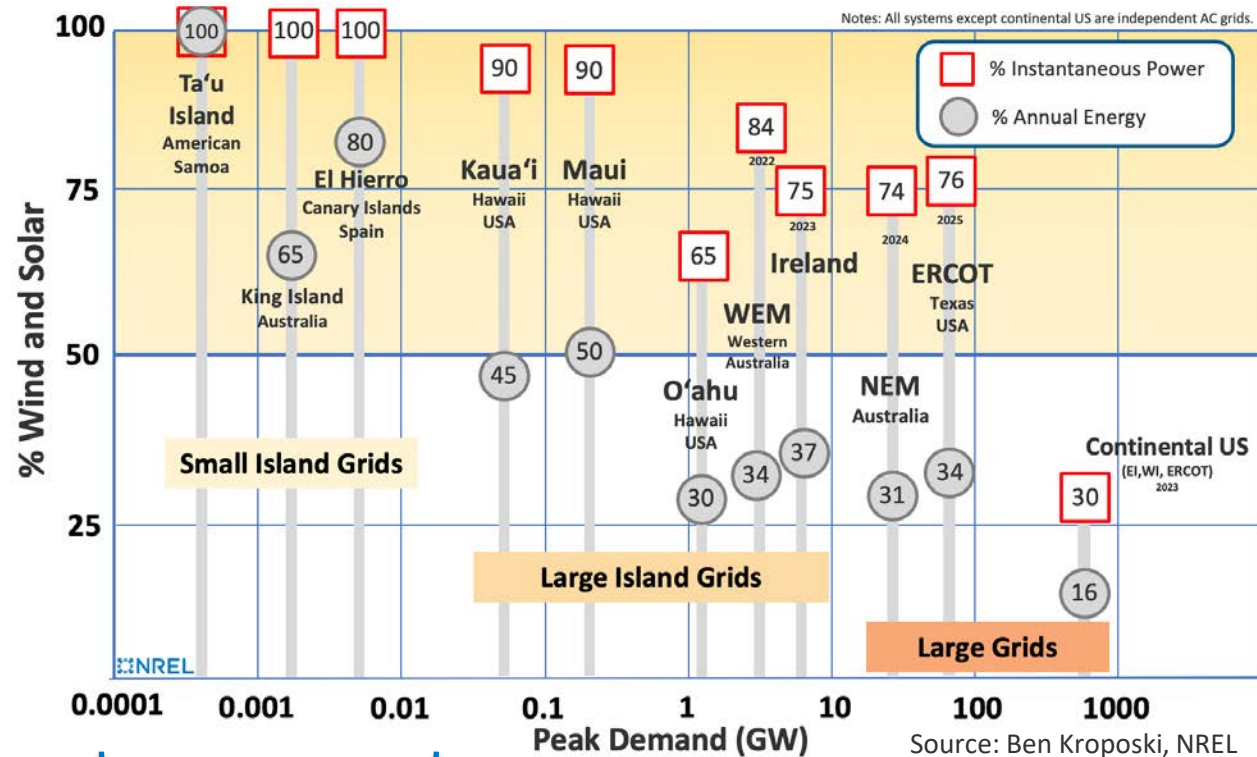 Notes: All systems except continental US are independent AC grids.
% Instantaneous Power
% Annual Energy
% Wind and Solar
100
75
50
25
100
Ta‘u
Island
American
Samoa
100
65
King Island
Australia
100
80
El Hierro
Canary Islands
Spain
90
Kaua‘i
Hawaii
USA
45
90
Maui
Hawaii
USA
50
65
O‘ahu
Hawaii
USA
30
84
2022
WEM
Western
Australia
34
75
2023
Ireland
37
74
2024
NEM
Australia
31
76
2025
ERCOT
Texas
USA
34
Continental US
(EI,WI, ERCOT)
2023
30
16
Small Island Grids
Large Island Grids
Large Grids
NREL
0.0001 0.001 0.01 0.1 1 10 100 1000
Peak Demand (GW)
Source: Ben Kroposki, NREL